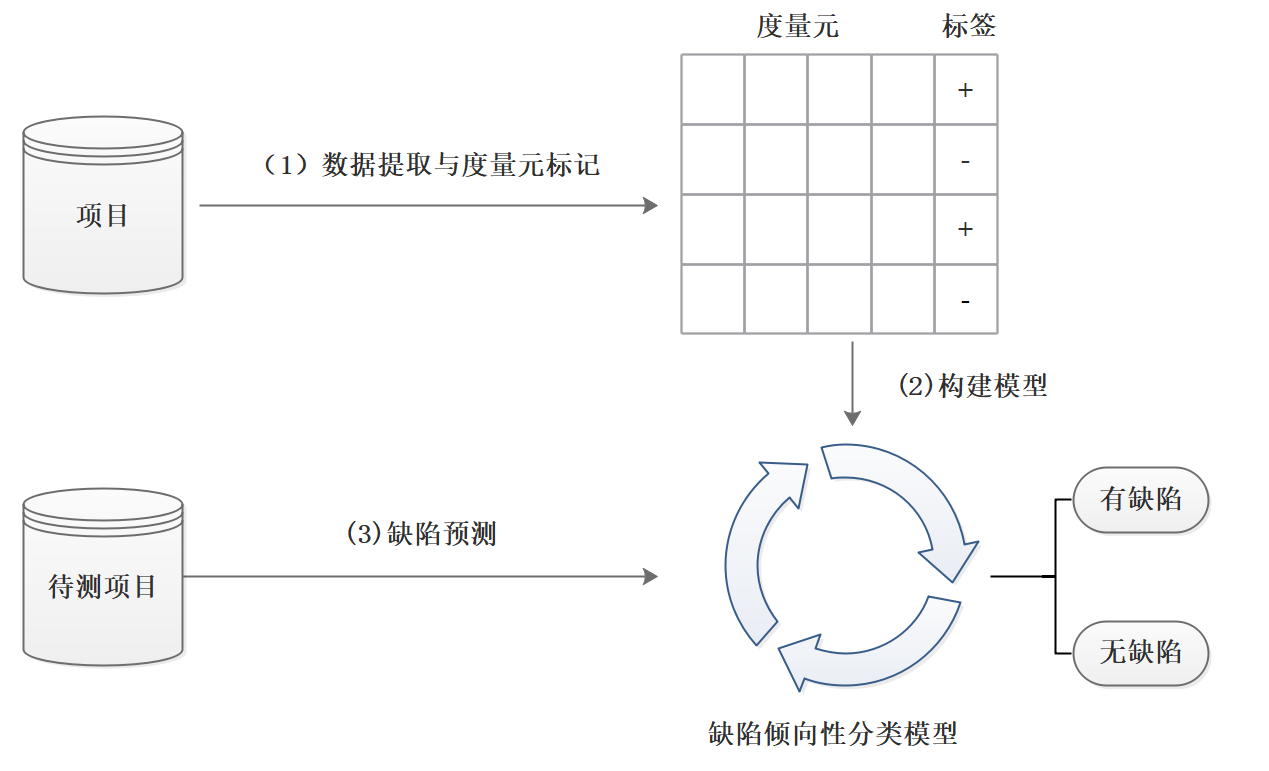 度量元
标签
+
（1）数据提取与度量元标记
-
项目
+
-
(2)构建模型
有缺陷
(3)缺陷预测
待测项目
无缺陷
缺陷倾向性分类模型